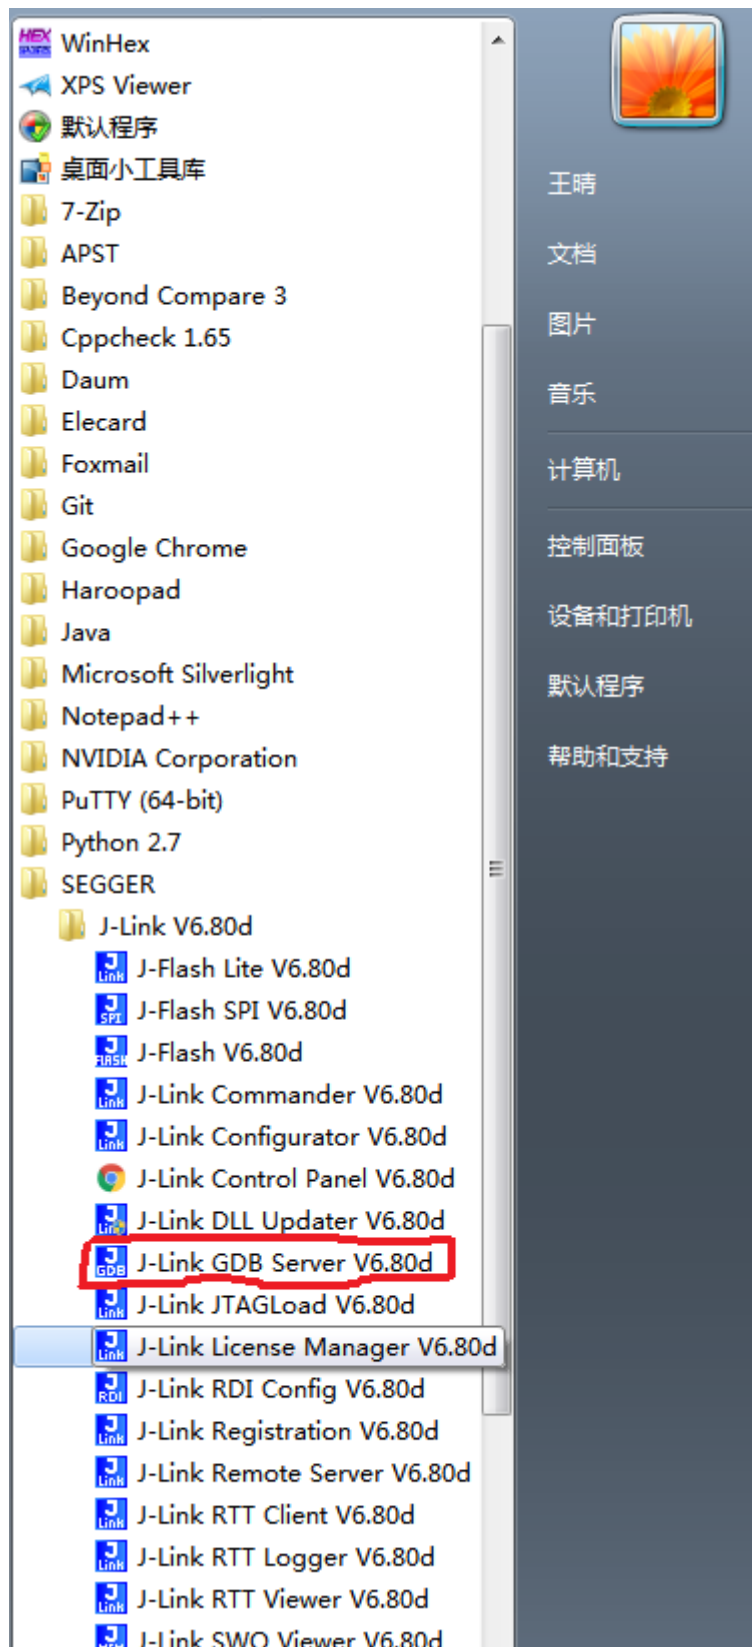 WinHex
XPS Viewer
默认程序
桌面小工具库
7-Zip
APST
Beyond Compare 3
Cppcheck 1.65
Daum
Elecard
Foxmail
Git
Google Chrome
Haroopad
Java
Microsoft Silverlight
Notepad++
NVIDIA Corporation
PuTTY (64-bit)
Python 2.7
SEGGER
J-Link V6.80d
J-Flash Lite V6.80d
J-Flash SPI V6.80d
J-Flash V6.80d
J-Link Commander V6.80d
J-Link Configurator V6.80d
J-Link Control Panel V6.80d
J-Link DLL Updater V6.80d
J-Link GDB Server V6.80d
J-Link JTAGLoad V6.80d
J-Link License Manager V6.80d
J-Link RDI Config V6.80d
J-Link Registration V6.80d
J-Link Remote Server V6.80d
J-Link RTT Client V6.80d
J-Link RTT Logger V6.80d
J-Link RTT Viewer V6.80d
J-Link SWO Viewer V6.80d
王晴
文档
图片
音乐
计算机
控制面板
设备和打印机
默认程序
帮助和支持